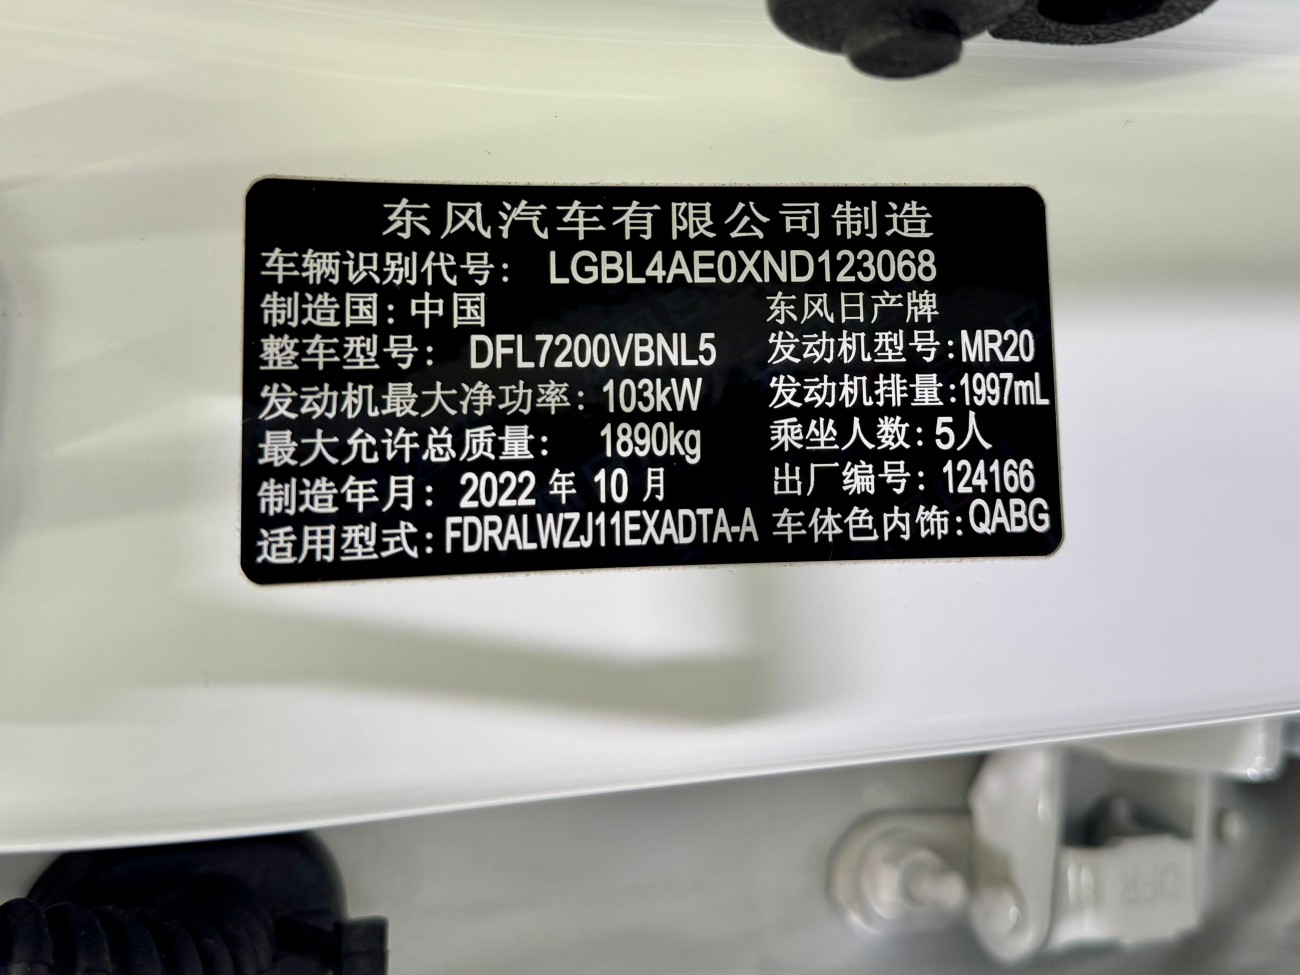 东风汽车有限公司制造
车辆识别代号: LGBL4AE0XND123068
制造国: 中国 东风日产牌
整车型号: DFL7200VBNL5 发动机型号:MR20
发动机最大净功率: 103kW 发动机排量:1997mL
最大允许总质量: 1890kg 乘坐人数: 5人
制造年月: 2022 年 10 月 出厂编号: 124166
适用型式: FDRALWZJ11EXADTA-A 车体色内饰:QABG